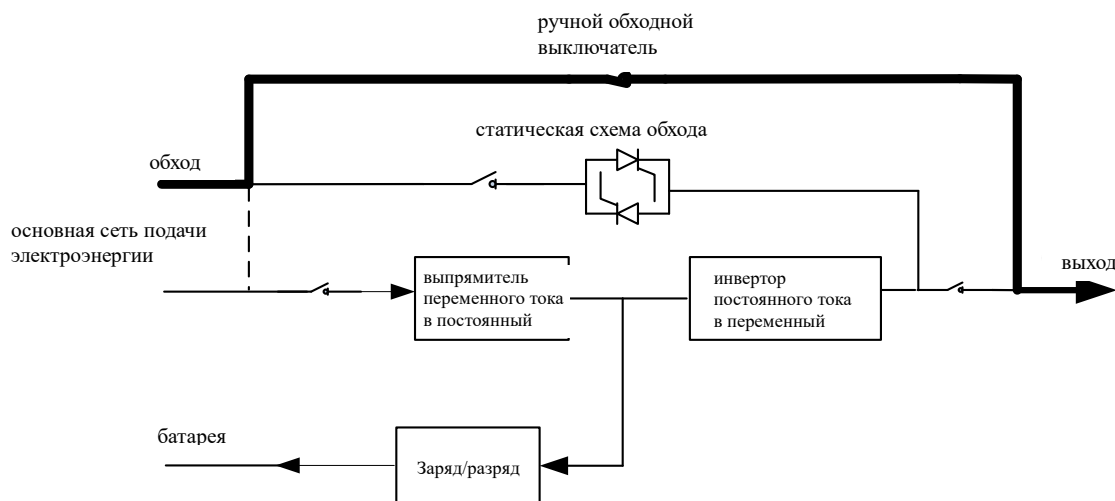 ручной обходной
выключатель
статическая схема обхода
обход
основная сеть подачи
электроэнергии
выход
выпрямитель
переменного тока
в постоянный
инвертор
постоянного тока
в переменный
батарея
Заряд/разряд